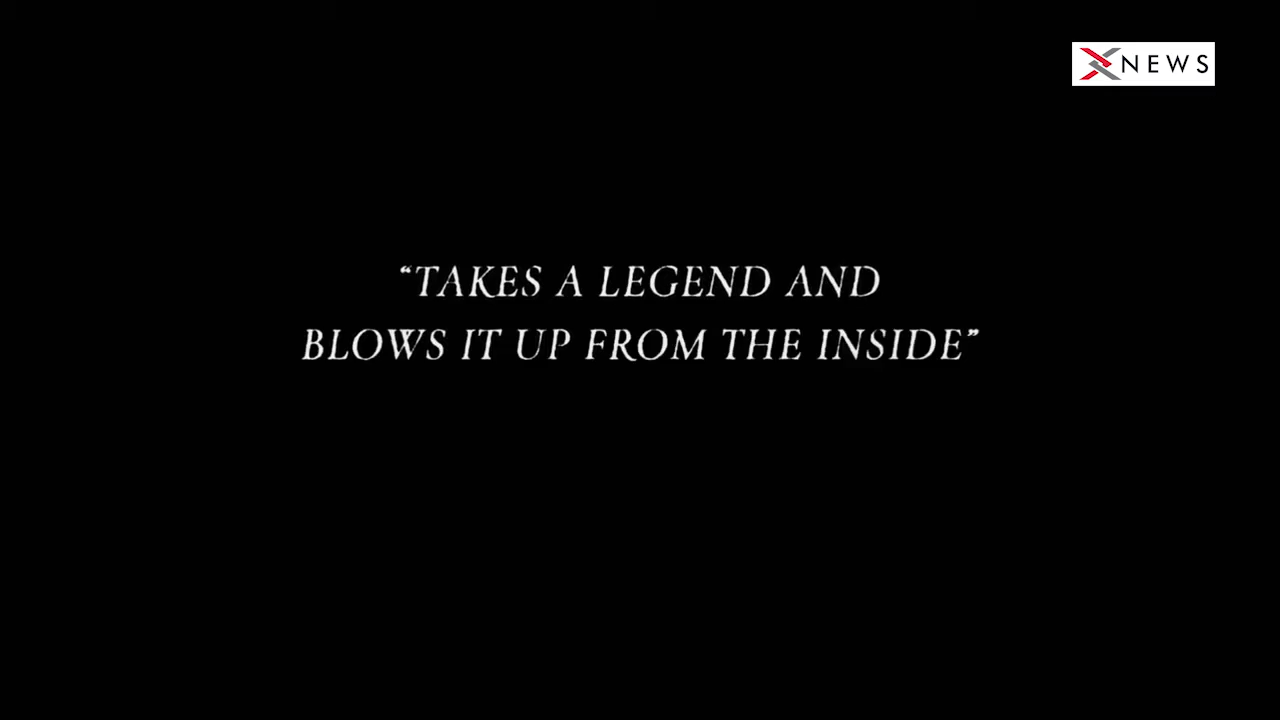 NEWS
“TAKES A LEGEND AND
BLOWS IT UP FROM THE INSIDE”